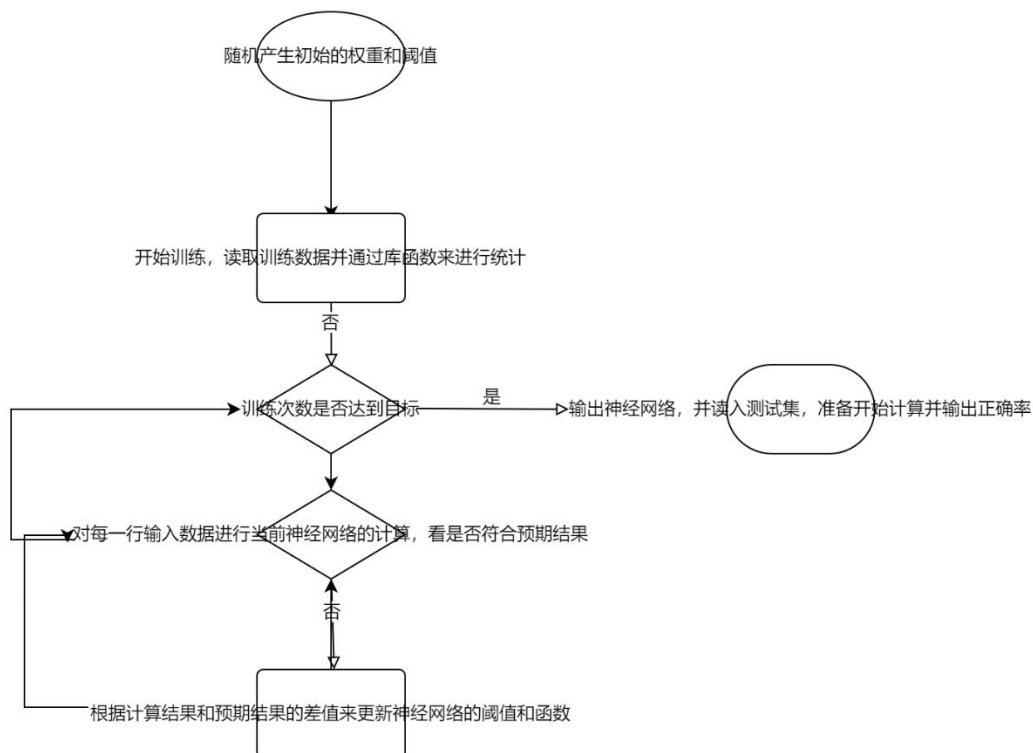 随机产生初始的权重和阈值
开始训练，读取训练数据并通过库函数来进行统计
否
训练次数是否达到目标
是
输出神经网络，并读入测试集，准备开始计算并输出正确率
对每一行输入数据进行当前神经网络的计算，看是否符合预期结果
否
根据计算结果和预期结果的差值来更新神经网络的阈值和函数